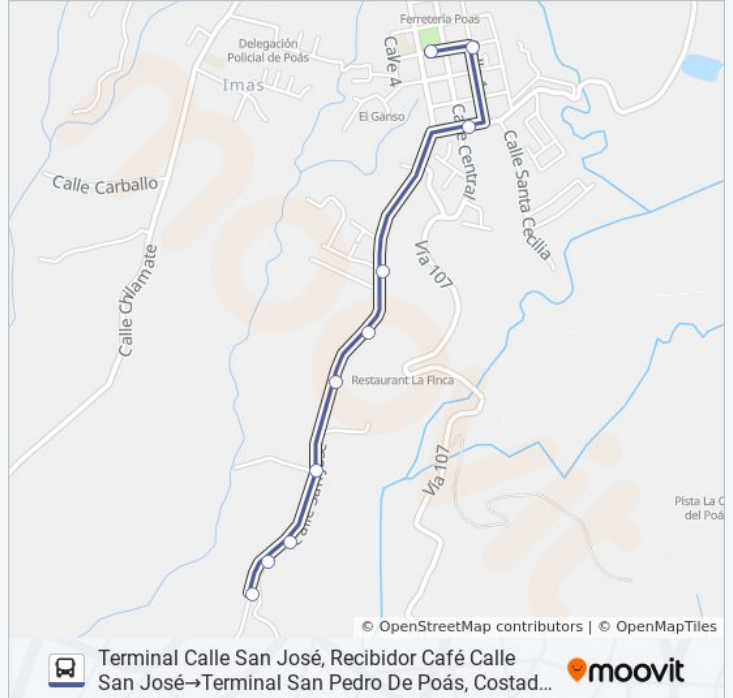 Ferretería Poas
Delegación
Policial de Poás
Calle 4
Imas
El Ganso
Calle Central
Calle Carballo
Calle Santa Cecilia
Vía 107
Calle Chilamate
Restaurant La Finca
Vía 107
Calle San José
Pista La C
del Poá
© OpenStreetMap contributors | © OpenMapTiles
Terminal Calle San José, Recibidor Café Calle
San José→Terminal San Pedro De Poás, Costad...
moovit